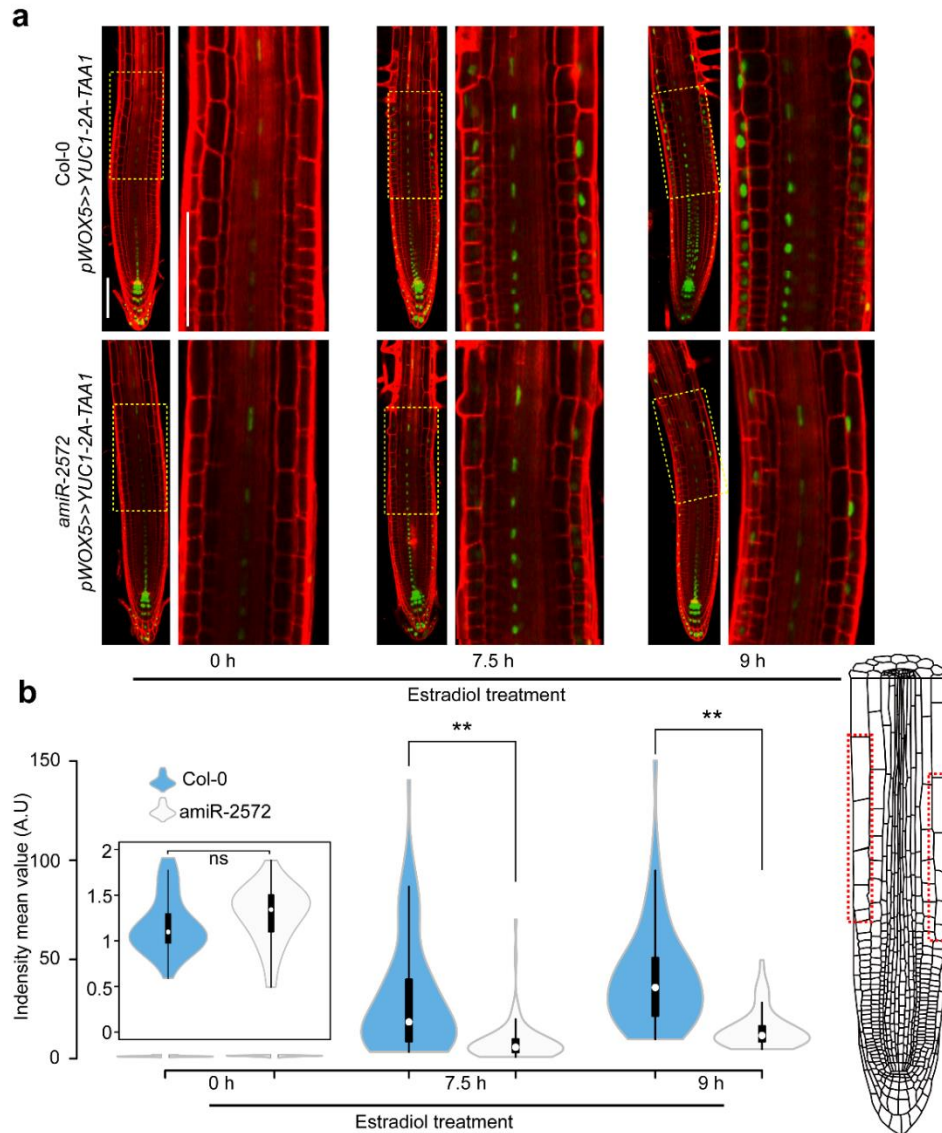 a
Col-0
pWOX5>>YUC1-2A-TAA1
amiR-2572
pWOX5>>YUC1-2A-TAA1
0 h
7.5 h
9 h
Estradiol treatment
b
Indensity mean value (A.U)
150
100
50
0
Col-0
amiR-2572
2
1.5
1
0.5
0
ns
**
**
0 h
7.5 h
9 h
Estradiol treatment